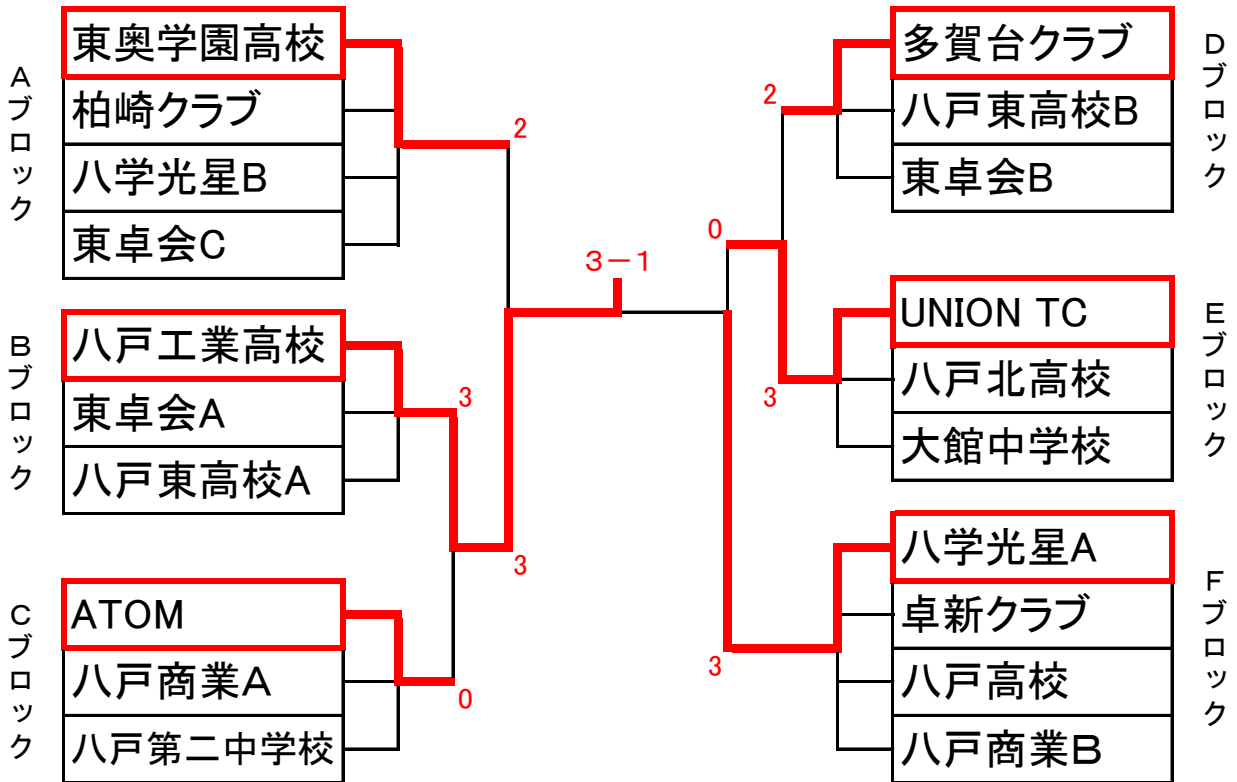 Aブロック
東奥学園高校
柏崎クラブ
八学光星B
東卓会C
2
Bブロック
八戸工業高校
東卓会A
八戸東高校A
3
3
Cブロック
ATOM
八戸商業A
八戸第二中学校
0
3－1
Dブロック
多賀台クラブ
八戸東高校B
東卓会B
2
0
Eブロック
UNION TC
八戸北高校
大館中学校
3
Fブロック
八学光星A
卓新クラブ
八戸高校
八戸商業B
3